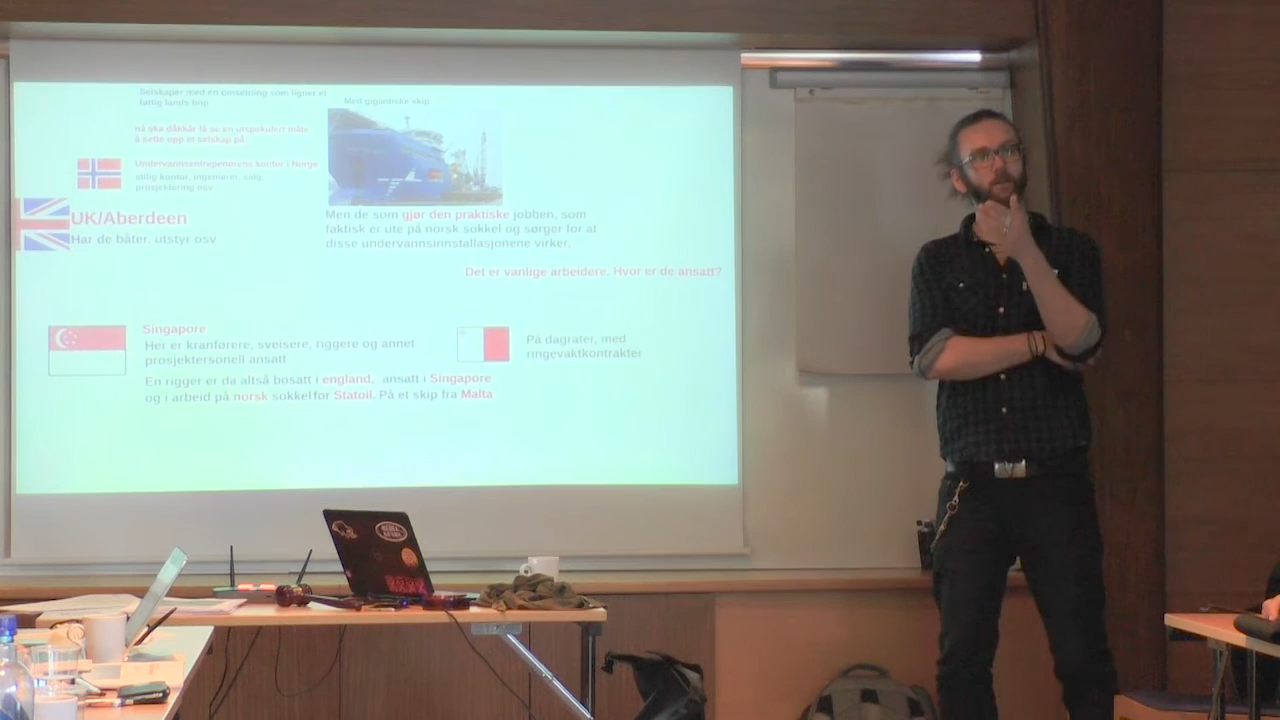 Selskaper med en omsetning som ligner et
fattig lands bnp
Med gigantiske skip
nå ska dåkkår få se en utspekulert måte
å sette opp et selskap på
Undervannsentrepenørens kontor i Norge
stilig kontor, ingeniører, salg,
prosjektering osv
UK/Aberdeen
Har de båter, utstyr osv
Men de som gjør den praktiske jobben, som
faktisk er ute på norsk sokkel og sørger for at
disse undervannsinnstallasjonene virker.
Det er vanlige arbeidere. Hvor er de ansatt?
Singapore
Her er kranførere, sveisere, riggere og annet
prosjektersonell ansatt
På dagrater, med
ringevaktkontrakter
En rigger er da altså bosatt i england, ansatt i Singapore
og i arbeid på norsk sokkel for Statoil. På et skip fra Malta